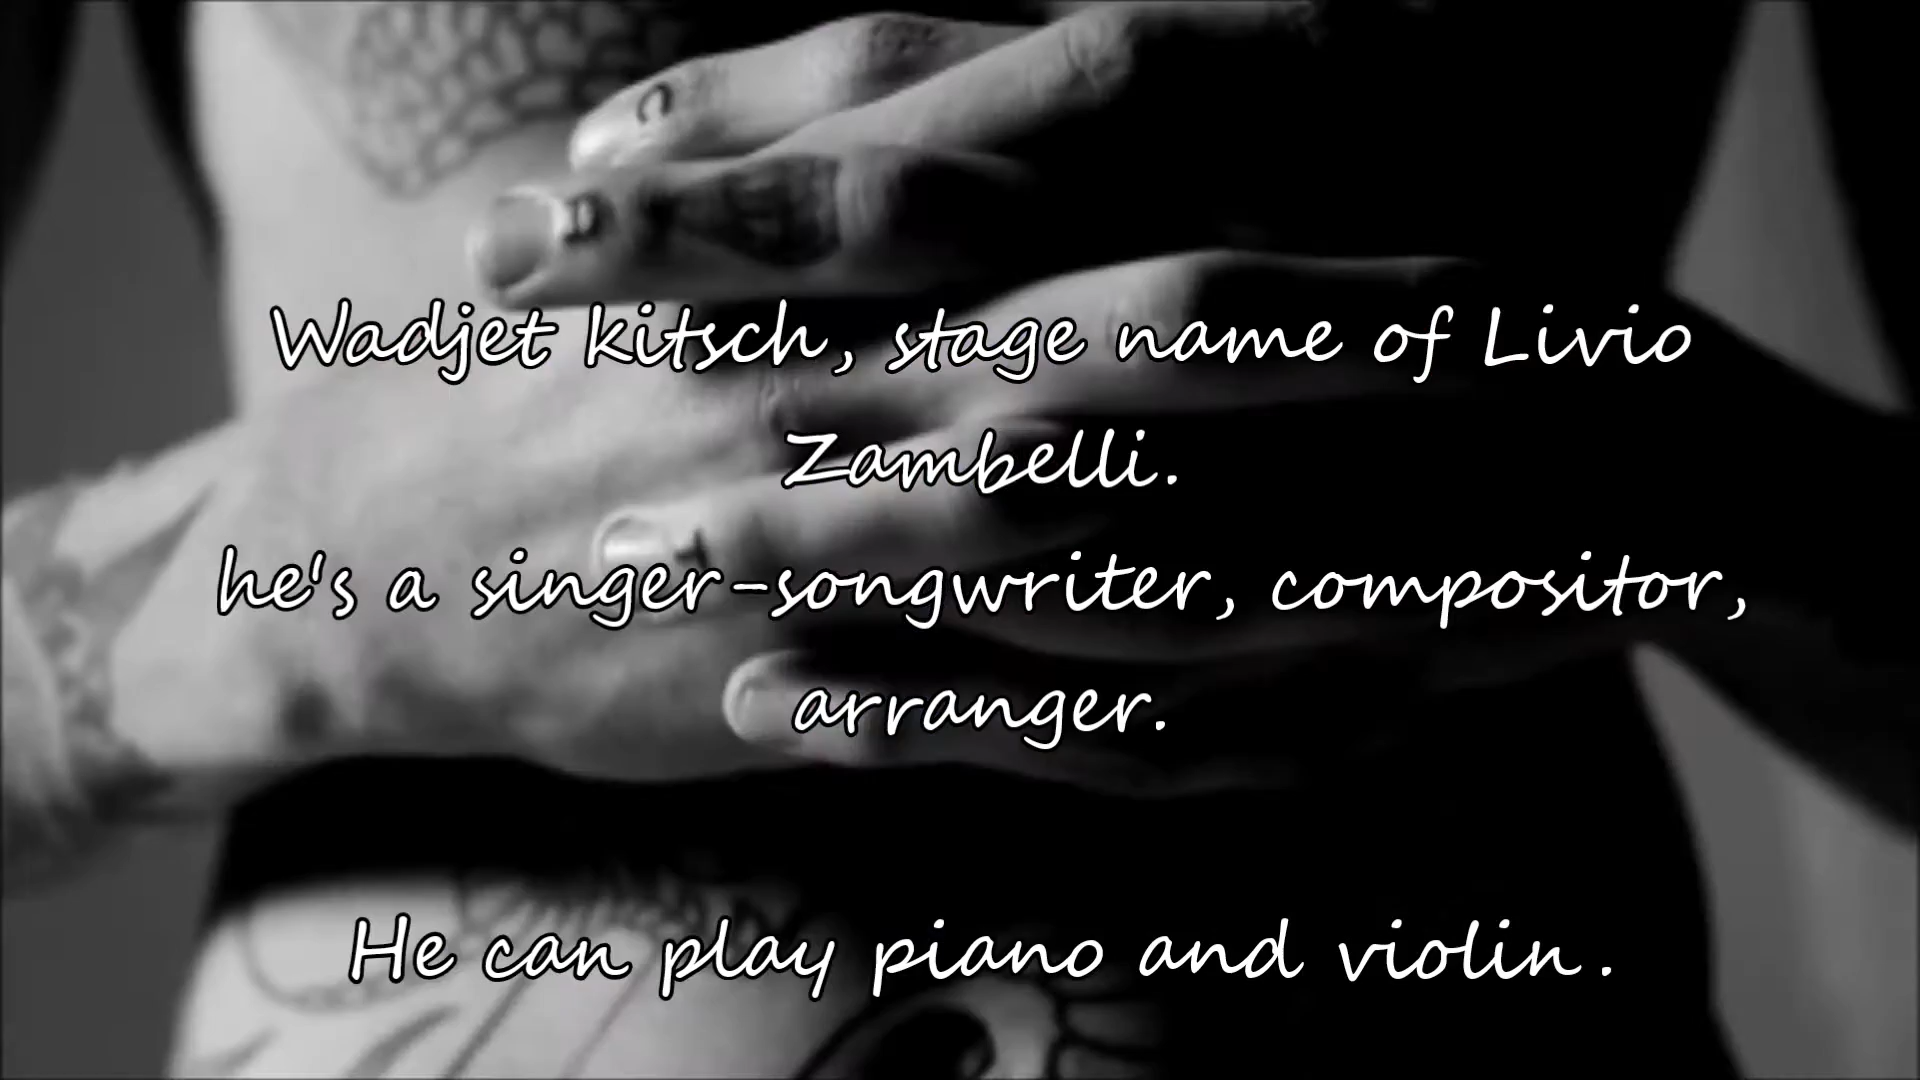 C
R
Wadjet kitsch, stage name of Livio
Zambelli.
T
he's a singer-songwriter, compositor,
arranger.
He can play piano and violin.